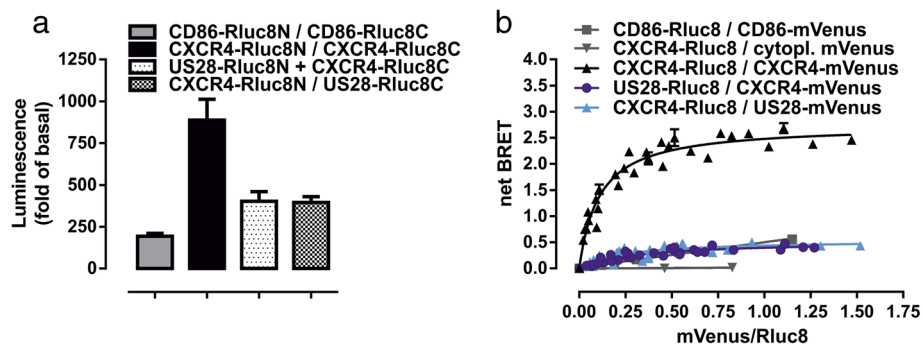 a
CD86-Rluc8N / CD86-Rluc8C
CXCR4-Rluc8N / CXCR4-Rluc8C
US28-Rluc8N + CXCR4-Rluc8C
CXCR4-Rluc8N / US28-Rluc8C
Luminescence
(fold of basal)
1250
1000
750
500
250
0
b
CD86-Rluc8 / CD86-mVenus
CXCR4-Rluc8 / cytopl. mVenus
CXCR4-Rluc8 / CXCR4-mVenus
US28-Rluc8 / CXCR4-mVenus
CXCR4-Rluc8 / US28-mVenus
net BRET
4.0
3.5
3.0
2.5
2.0
1.5
1.0
0.5
0.0
0.00 0.25 0.50 0.75 1.00 1.25 1.50 1.75
mVenus/Rluc8